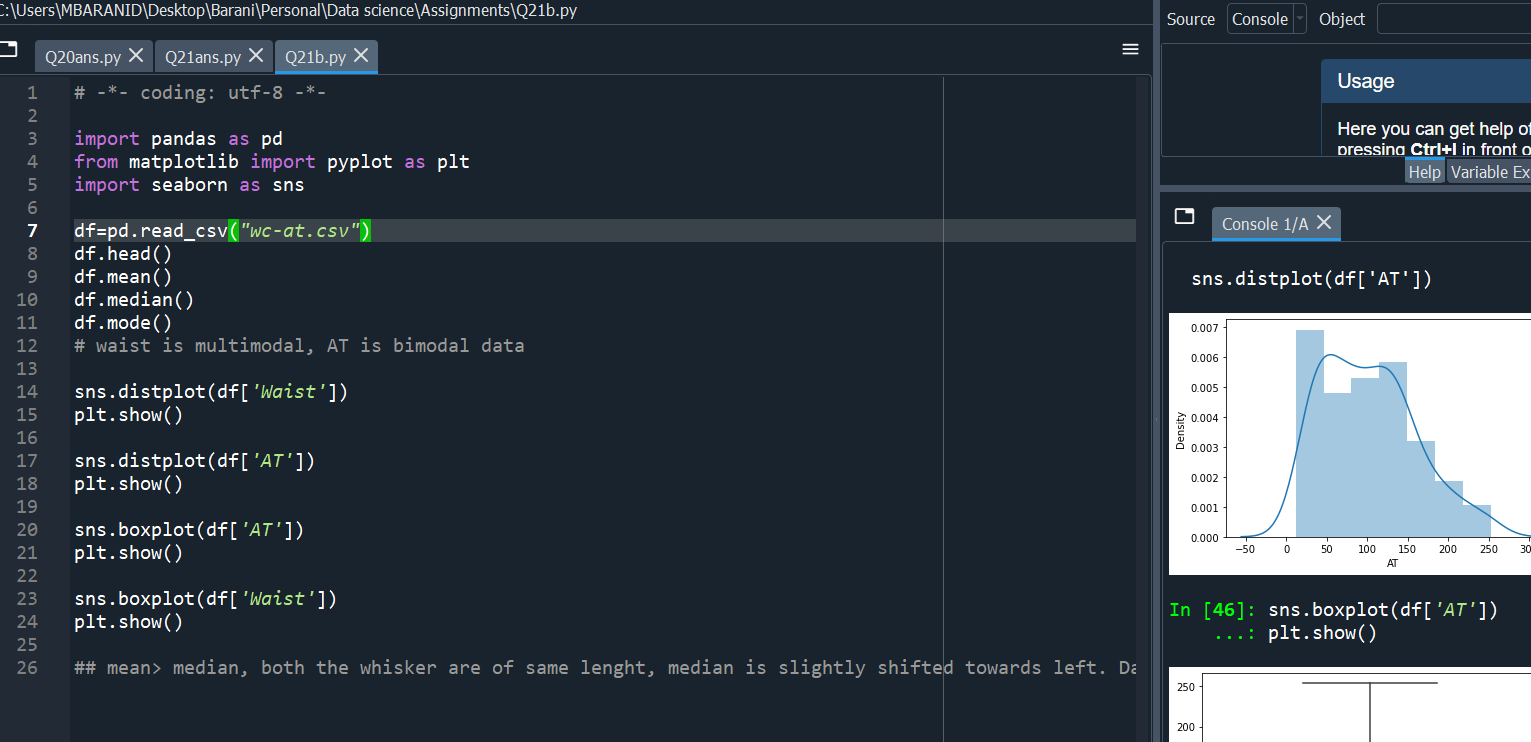 C:\Users\MBARANID\Desktop\Barani\Personal\Data science\Assignments\Q21b.py
Q20ans.py Q21ans.py Q21b.py
1 # -*- coding: utf-8 -*-
2
3 import pandas as pd
4 from matplotlib import pyplot as plt
5 import seaborn as sns
6
7 df=pd.read_csv("wc-at.csv")
8 df.head()
9 df.mean()
10 df.median()
11 df.mode()
12 # waist is multimodal, AT is bimodal data
13
14 sns.distplot(df['Waist'])
15 plt.show()
16
17 sns.distplot(df['AT'])
18 plt.show()
19
20 sns.boxplot(df['AT'])
21 plt.show()
22
23 sns.boxplot(df['Waist'])
24 plt.show()
25
26 ## mean> median, both the whisker are of same lenght, median is slightly shifted towards left. Da
Source Console Object
Usage
Here you can get help of
pressing Ctrl+I in front o
Help Variable Ex
Console 1/A
sns.distplot(df['AT'])
0.007
0.006
0.005
0.004
0.003
0.002
0.001
0.000
Density
−50 0 50 100 150 200 250 30
AT
In [46]: sns.boxplot(df['AT'])
...: plt.show()
250
200